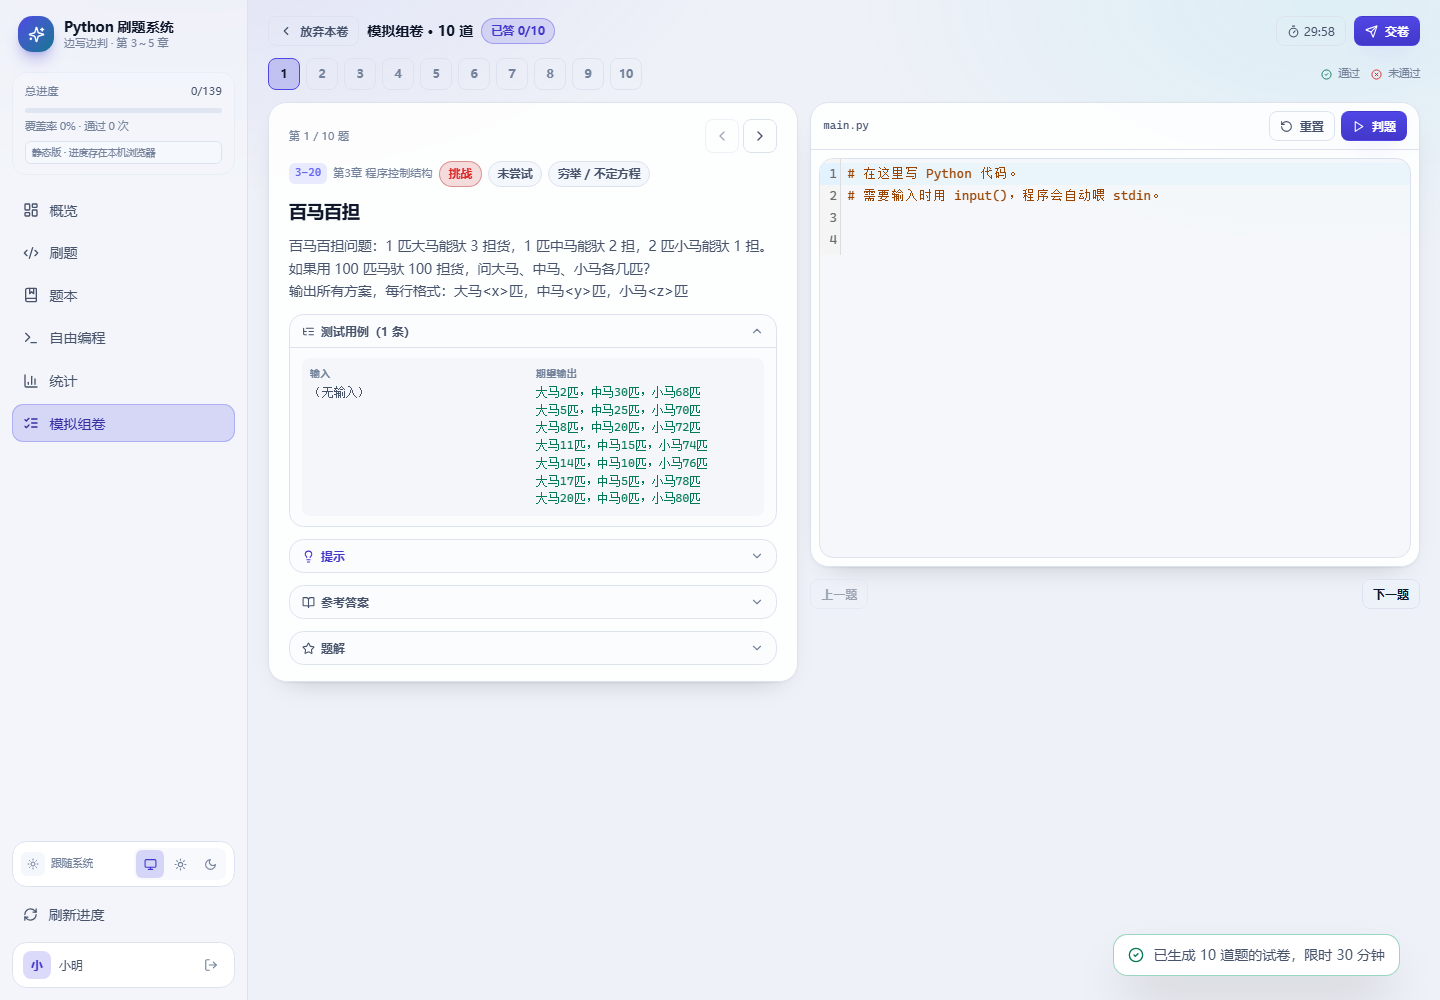 Python 刷题系统
边写边判 · 第 3 ~ 5 章
总进度 0/139
覆盖率 0% · 通过 0 次
静态版 · 进度存在本机浏览器
概览
刷题
题本
自由编程
统计
模拟组卷
跟随系统
刷新进度
小 小明
放弃本卷 模拟组卷 • 10 道 已答 0/10 29:58 交卷
1 2 3 4 5 6 7 8 9 10 通过 未通过
第 1 / 10 题
3-20 第3章 程序控制结构 挑战 未尝试 穷举 / 不定方程
百马百担
百马百担问题：1 匹大马能驮 3 担货，1 匹中马能驮 2 担，2 匹小马能驮 1 担。
如果用 100 匹马驮 100 担货，问大马、中马、小马各几匹？
输出所有方案，每行格式：大马<x>匹，中马<y>匹，小马<z>匹
测试用例（1 条）
输入 期望输出
（无输入） 大马2匹，中马30匹，小马68匹
大马5匹，中马25匹，小马70匹
大马8匹，中马20匹，小马72匹
大马11匹，中马15匹，小马74匹
大马14匹，中马10匹，小马76匹
大马17匹，中马5匹，小马78匹
大马20匹，中马0匹，小马80匹
提示
参考答案
题解
main.py 重置 判题
1 # 在这里写 Python 代码。
2 # 需要输入时用 input()，程序会自动喂 stdin。
3
4
上一题 下一题
已生成 10 道题的试卷，限时 30 分钟